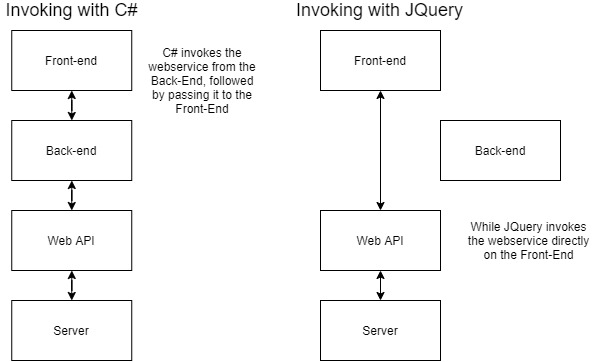 Invoking with C#
Front-end
C# invokes the
webservice from the
Back-End, followed
by passing it to the
Front-End
Back-end
Web API
Server
Invoking with JQuery
Front-end
Back-end
Web API
While JQuery invokes
the webservice directly
on the Front-End
Server